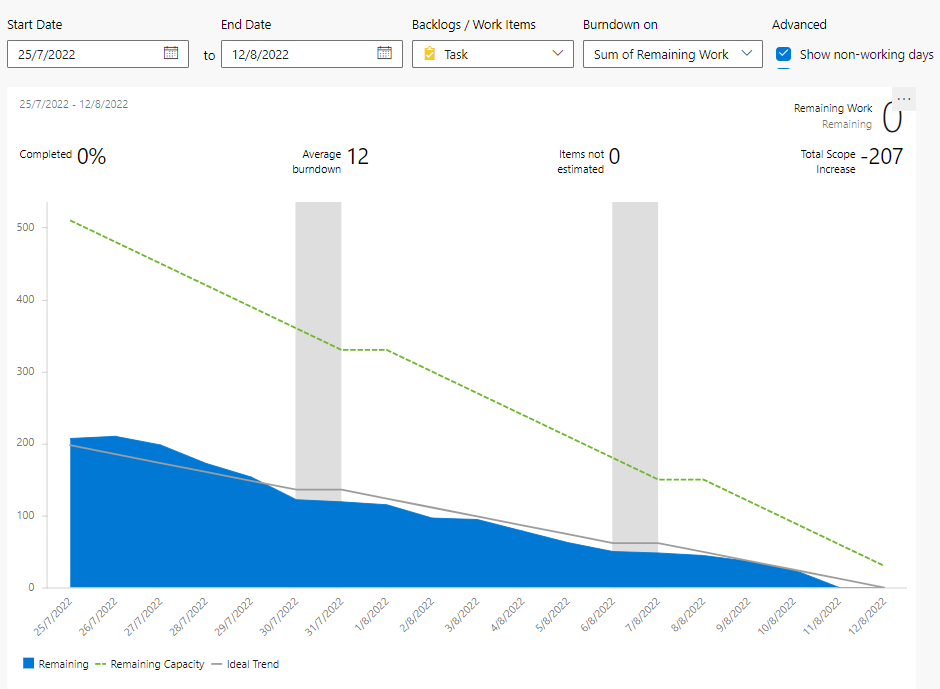 Start Date End Date Backlogs / Work Items Burndown on Advanced
25/7/2022 to 12/8/2022 Task Sum of Remaining Work Show non-working days
25/7/2022 - 12/8/2022
...
Remaining Work
Remaining
0
Completed 0%
Average
burndown
12
Items not
estimated
0
Total Scope
Increase
-207
500
400
300
200
100
0
25/7/2022 26/7/2022 27/7/2022 28/7/2022 29/7/2022 30/7/2022 31/7/2022 1/8/2022 2/8/2022 3/8/2022 4/8/2022 5/8/2022 6/8/2022 7/8/2022 8/8/2022 9/8/2022 10/8/2022 11/8/2022 12/8/2022
Remaining Remaining Capacity Ideal Trend